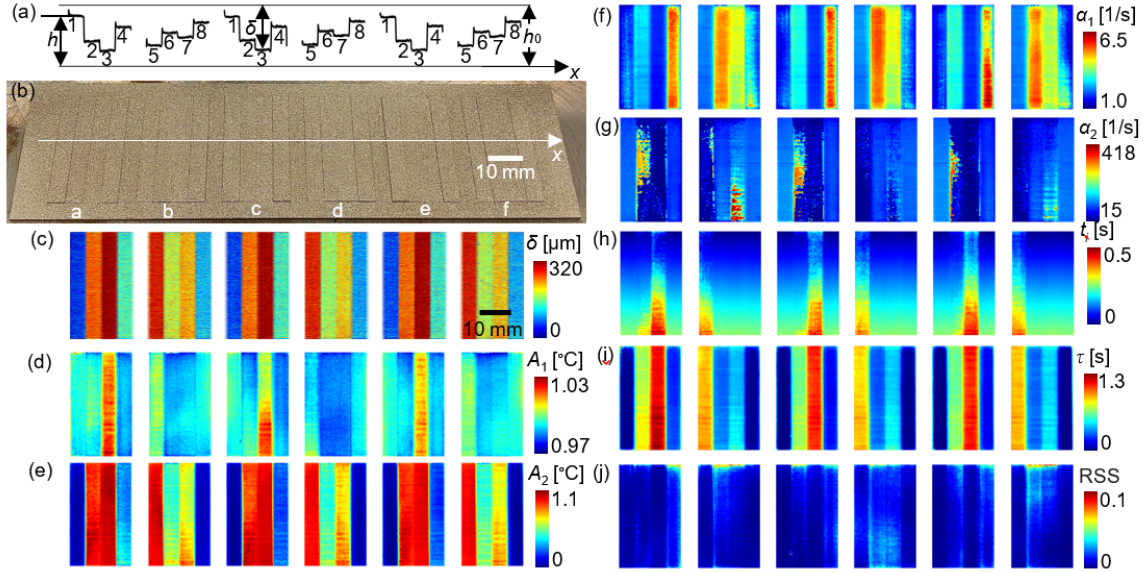 (a)
1 2 3 4 5 6 7 8 1 2 3 4 5 6 7 8 1 2 3 4 5 6 7 8
h δ h₀
x
(b)
x
10 mm
a b c d e f
(c)
δ [µm]
320
0
10 mm
(d)
A₁ [°C]
1.03
0.97
(e)
A₂ [°C]
1.1
0
(f)
α₁ [1/s]
6.5
1.0
(g)
α₂ [1/s]
418
15
(h)
[s]
0.5
0
(i)
τ [s]
1.3
0
(j)
RSS
0.1
0